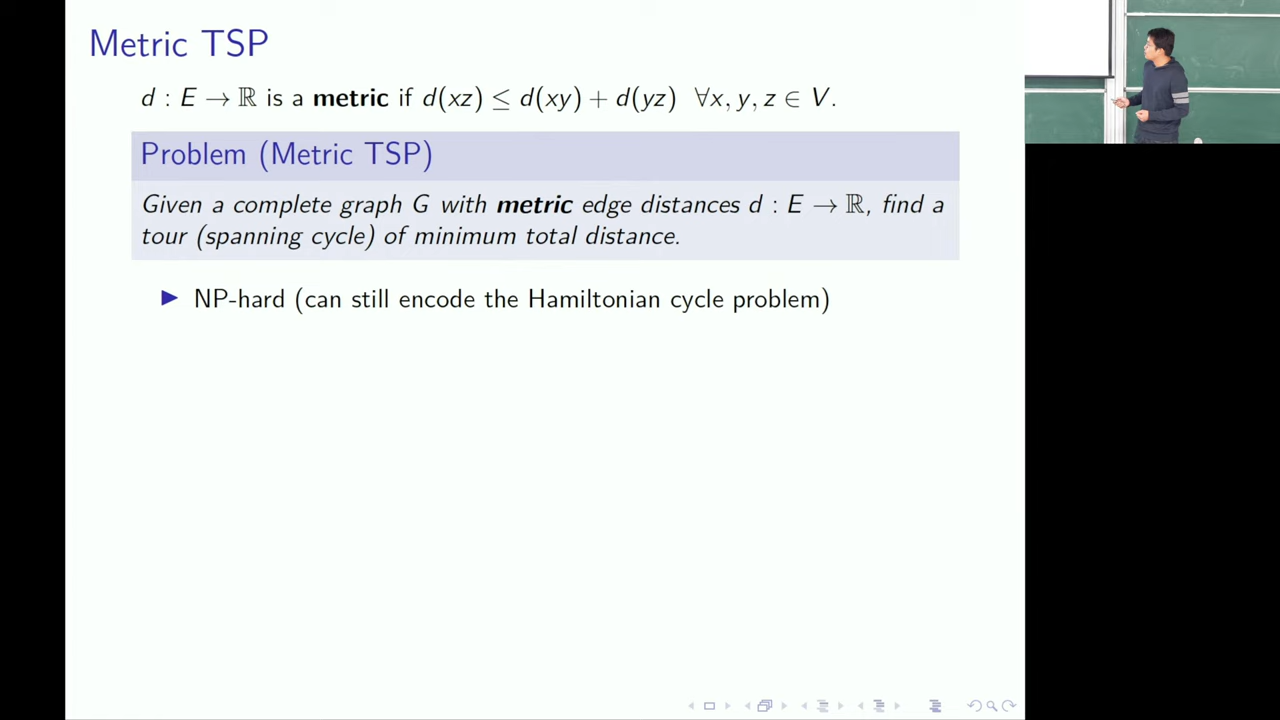 Metric TSP
d : E → ℝ is a metric if d(xz) ≤ d(xy) + d(yz) ∀x, y, z ∈ V.
Problem (Metric TSP)
Given a complete graph G with metric edge distances d : E → ℝ, find a
tour (spanning cycle) of minimum total distance.
▶ NP-hard (can still encode the Hamiltonian cycle problem)